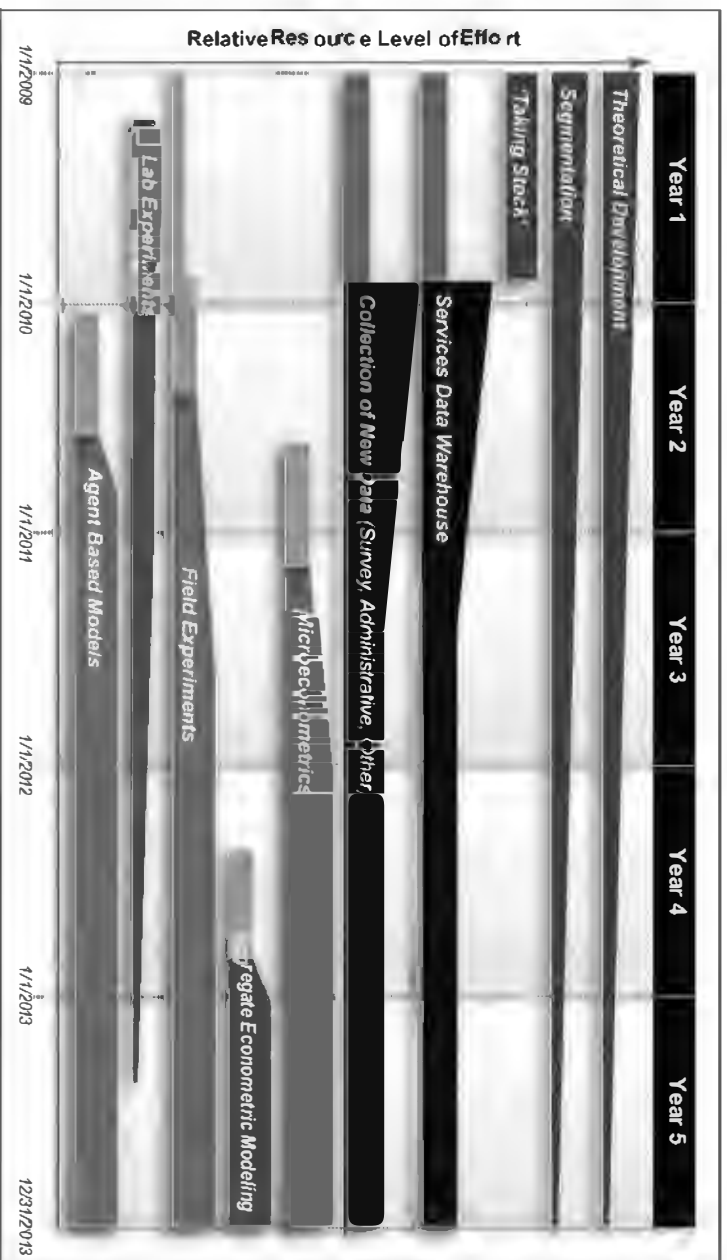 Relative Resource Level of Effort
Year 1
Year 2
Year 3
Year 4
Year 5
Theoretical Development
Segmentation
'Taking Stock'
Services Data Warehouse
Collection of New Data (Survey, Administrative, Other)
Microeconometrics
regate Econometric Modeling
Field Experiments
Lab Experiments
Agent Based Models
1/1/2009
1/1/2010
1/1/2011
1/1/2012
1/1/2013
12/31/2013